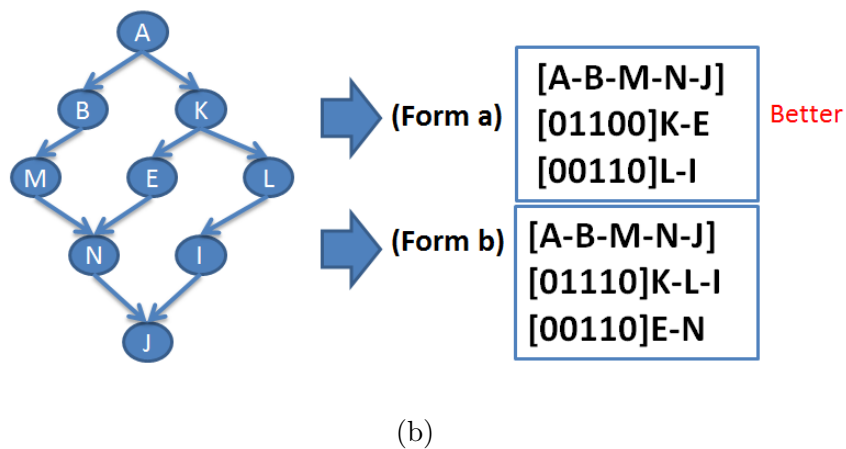 A
B
K
M
E
L
N
I
J
(Form a)
[A-B-M-N-J]
[01100]K-E
[00110]L-I
Better
(Form b)
[A-B-M-N-J]
[01110]K-L-I
[00110]E-N
(b)